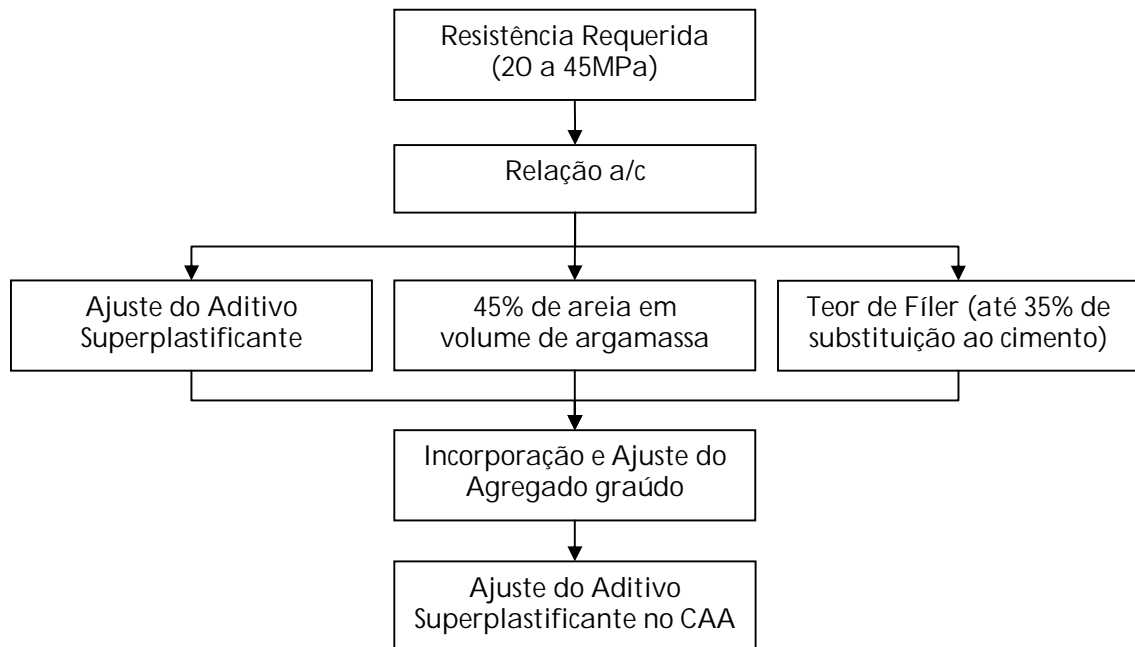 Resistência Requerida
(20 a 45MPa)
Relação a/c
Ajuste do Aditivo
Superplastificante
45% de areia em
volume de argamassa
Teor de Fíler (até 35% de
substituição ao cimento)
Incorporação e Ajuste do
Agregado graúdo
Ajuste do Aditivo
Superplastificante no CAA